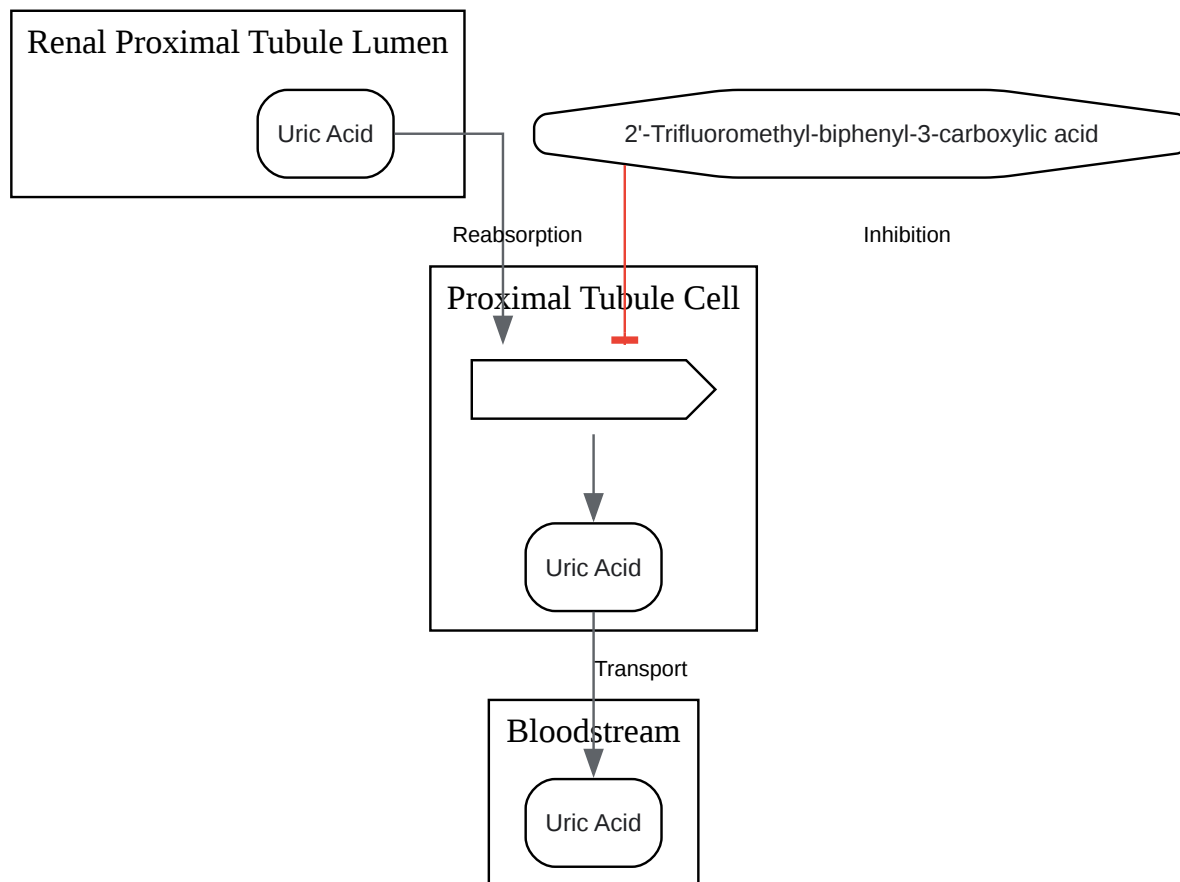 Renal Proximal Tubule Lumen
Uric Acid
2'-Trifluoromethyl-biphenyl-3-carboxylic acid
Reabsorption
Inhibition
Proximal Tubule Cell
Uric Acid
Transport
Bloodstream
Uric Acid